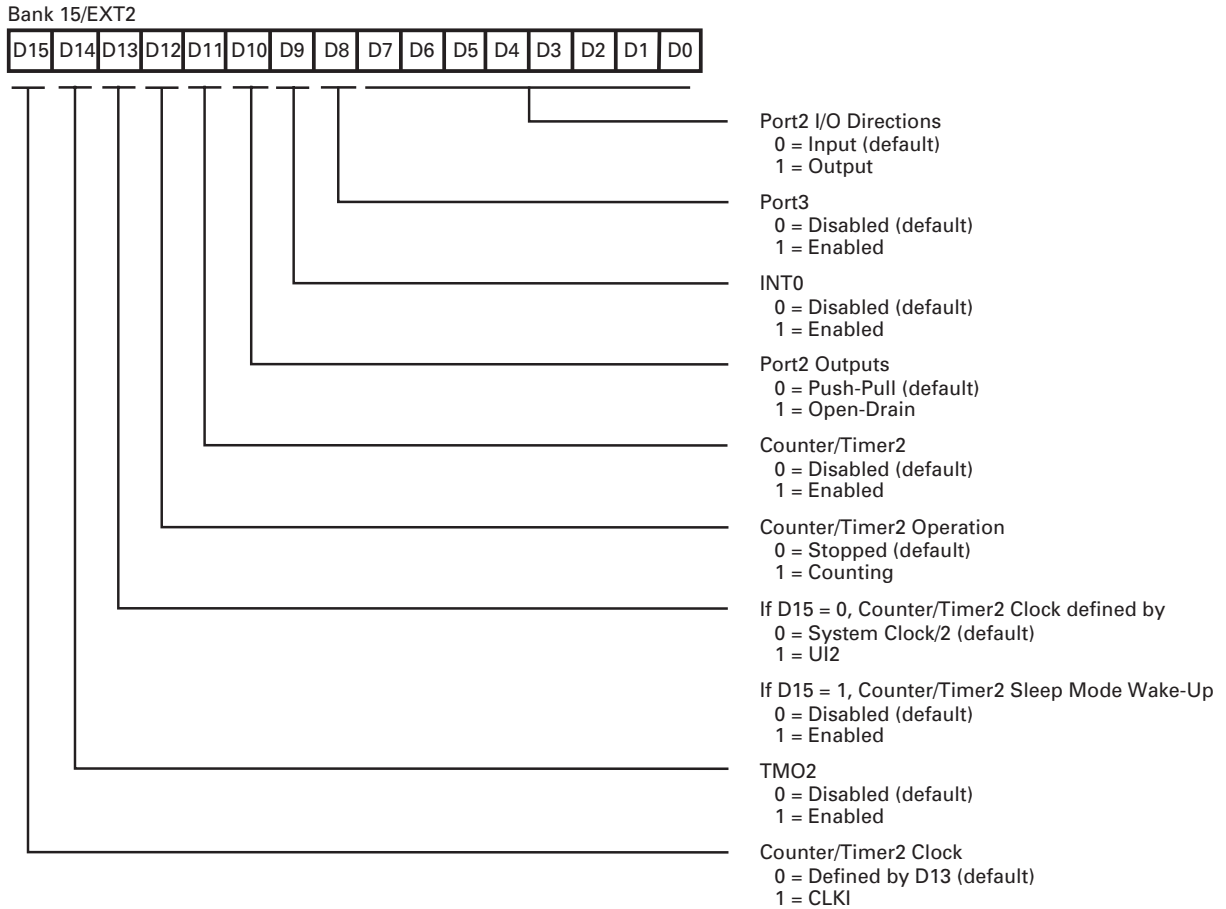 Bank 15/EXT2
D15 D14 D13 D12 D11 D10 D9 D8 D7 D6 D5 D4 D3 D2 D1 D0
Port2 I/O Directions
0 = Input (default)
1 = Output
Port3
0 = Disabled (default)
1 = Enabled
INT0
0 = Disabled (default)
1 = Enabled
Port2 Outputs
0 = Push-Pull (default)
1 = Open-Drain
Counter/Timer2
0 = Disabled (default)
1 = Enabled
Counter/Timer2 Operation
0 = Stopped (default)
1 = Counting
If D15 = 0, Counter/Timer2 Clock defined by
0 = System Clock/2 (default)
1 = UI2
If D15 = 1, Counter/Timer2 Sleep Mode Wake-Up
0 = Disabled (default)
1 = Enabled
TMO2
0 = Disabled (default)
1 = Enabled
Counter/Timer2 Clock
0 = Defined by D13 (default)
1 = CLKI